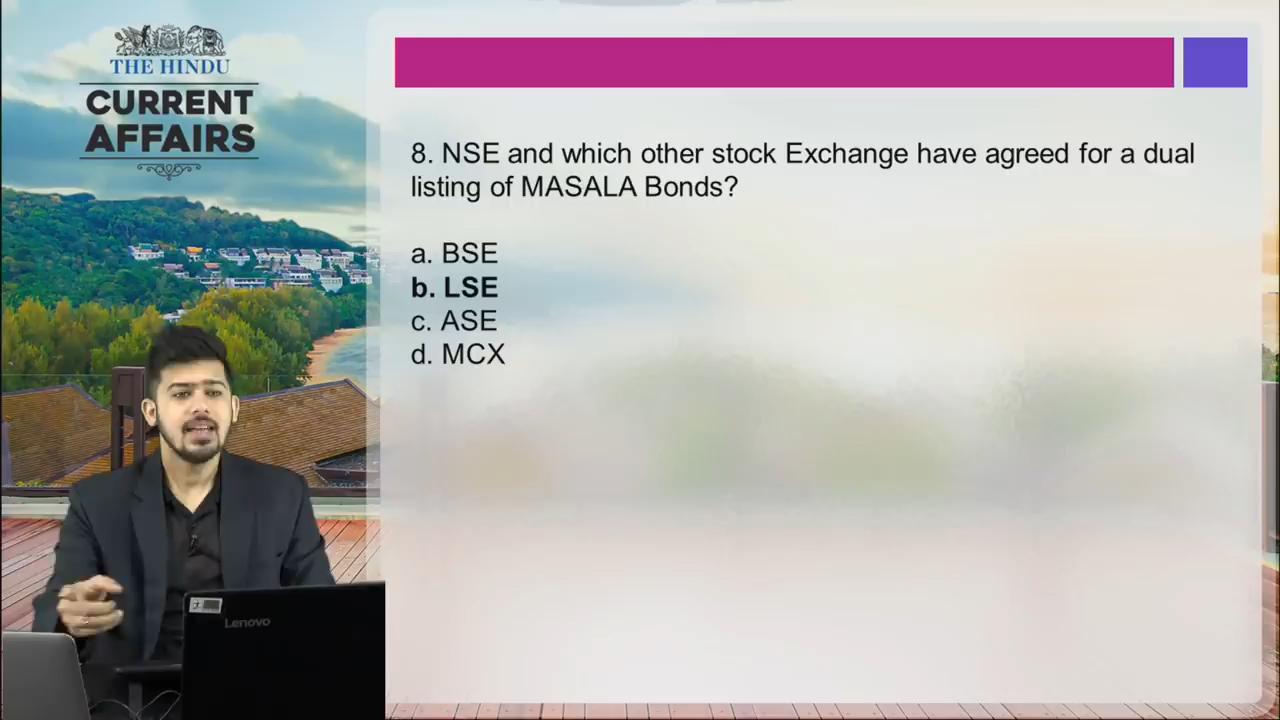 THE HINDU
CURRENT
AFFAIRS
8. NSE and which other stock Exchange have agreed for a dual
listing of MASALA Bonds?
a. BSE
b. LSE
c. ASE
d. MCX
Lenovo